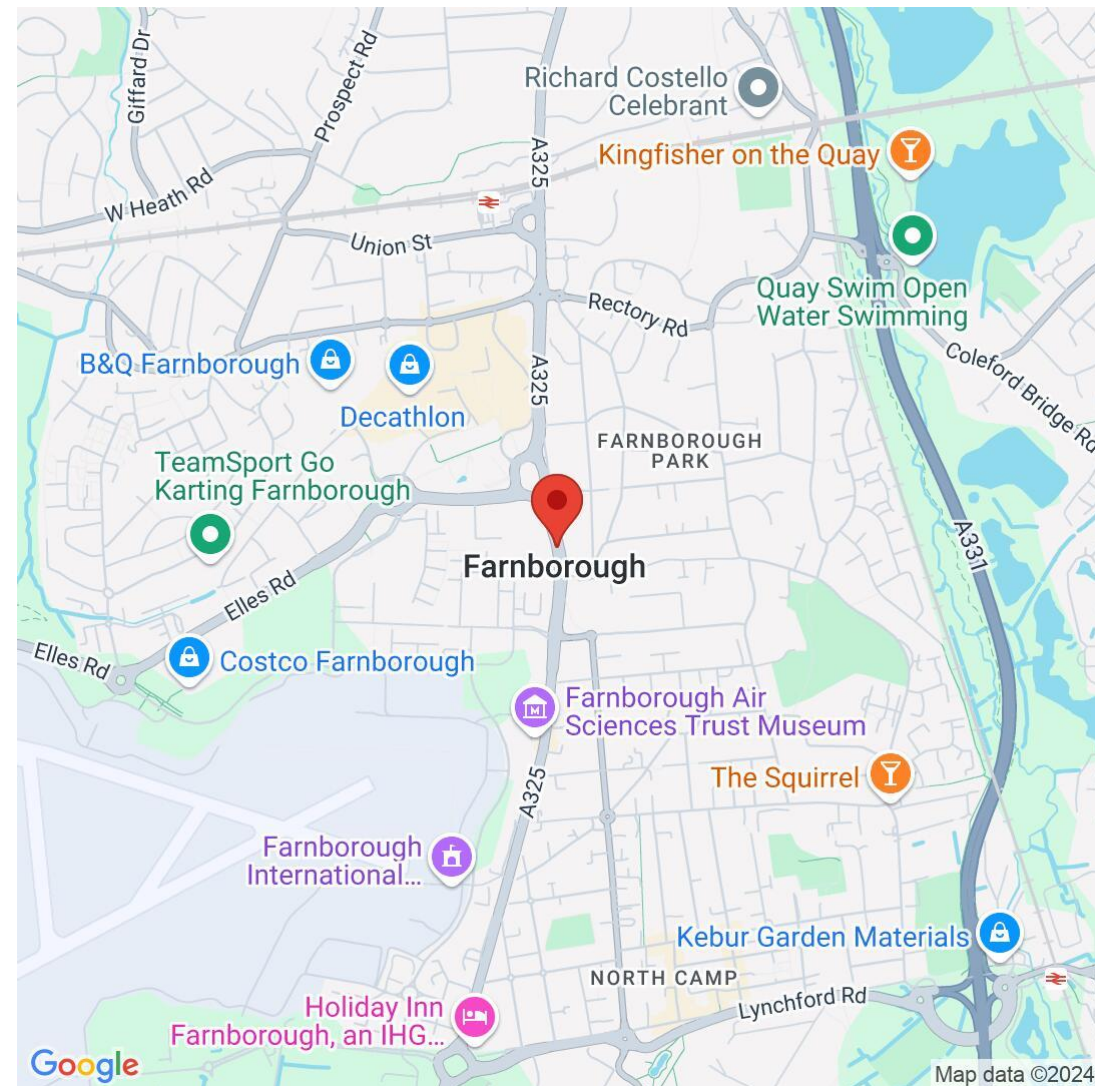 Giffard Dr
Prospect Rd
Richard Costello
Celebrant
A325
Kingfisher on the Quay
W Heath Rd
Union St
Quay Swim Open
Water Swimming
Rectory Rd
Coleford Bridge Rd
B&Q Farnborough
A325
Decathlon
FARNBOROUGH
PARK
TeamSport Go
Karting Farnborough
A331
Farnborough
Elles Rd
Elles Rd
Costco Farnborough
Farnborough Air
Sciences Trust Museum
The Squirrel
A325
Farnborough
International...
Kebur Garden Materials
NORTH CAMP
Lynchford Rd
Holiday Inn
Farnborough, an IHG...
Google
Map data ©2024